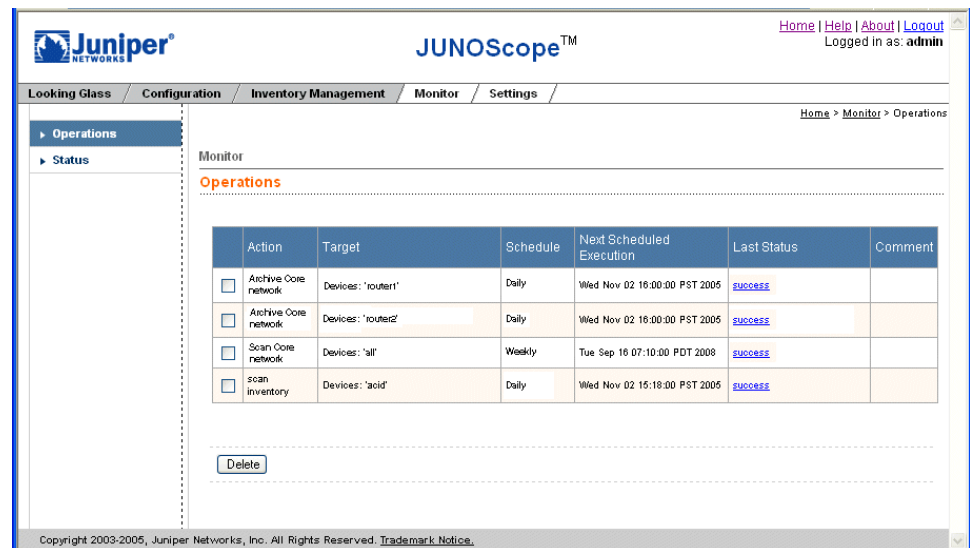 Juniper®
NETWORKS
JUNOScope™
Home | Help | About | Logout
Logged in as: admin
Looking Glass / Configuration / Inventory Management / Monitor / Settings /
Home > Monitor > Operations
Operations
Status
Monitor
Operations
Action Target Schedule Next Scheduled Execution Last Status Comment
Archive Core network Devices: 'router1' Daily Wed Nov 02 16:00:00 PST 2005 success
Archive Core network Devices: 'router2' Daily Wed Nov 02 16:00:00 PST 2005 success
Scan Core network Devices: 'all' Weekly Tue Sep 16 07:10:00 PDT 2008 success
scan inventory Devices: 'acid' Daily Wed Nov 02 15:18:00 PST 2005 success
Delete
Copyright 2003-2005, Juniper Networks, Inc. All Rights Reserved. Trademark Notice.